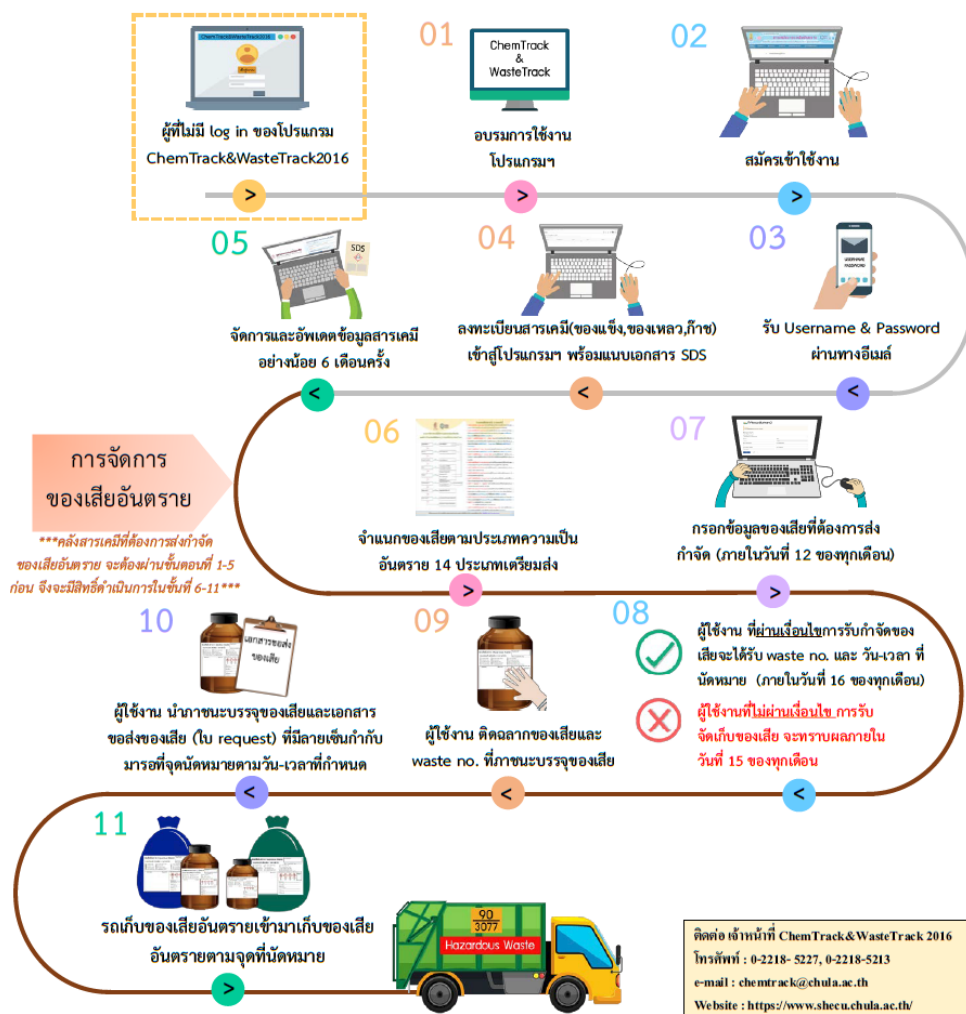 ChemTrack&WasteTrack2016
ผู้ที่ไม่มี log in ของโปรแกรม
ChemTrack&WasteTrack2016
>
01
ChemTrack
&
WasteTrack
อบรมการใช้งาน
โปรแกรมฯ
>
02
สมัครเข้าใช้งาน
>
03
USERNAME
PASSWORD
รับ Username & Password
ผ่านทางอีเมล์
<
04
ลงทะเบียนสารเคมี(ของแข็ง,ของเหลว,ก๊าซ)
เข้าสู่โปรแกรมฯ พร้อมแนบเอกสาร SDS
<
05
SDS
จัดการและอัพเดตข้อมูลสารเคมี
อย่างน้อย 6 เดือนครั้ง
<
การจัดการ
ของเสียอันตราย
***คลังสารเคมีที่ต้องการส่งกำจัด
ของเสียอันตราย จะต้องผ่านขั้นตอนที่ 1-5
ก่อน จึงจะมีสิทธิ์ดำเนินการในขั้นที่ 6-11***
06
จำแนกของเสียตามประเภทความเป็น
อันตราย 14 ประเภทเตรียมส่ง
>
07
กรอกข้อมูลของเสียที่ต้องการส่ง
กำจัด (ภายในวันที่ 12 ของทุกเดือน)
>
08
ผู้ใช้งาน ที่ผ่านเงื่อนไขการรับกำจัดของ
เสียจะได้รับ waste no. และ วัน-เวลา ที่
นัดหมาย (ภายในวันที่ 16 ของทุกเดือน)
ผู้ใช้งานที่ไม่ผ่านเงื่อนไข การรับ
จัดเก็บของเสีย จะทราบผลภายใน
วันที่ 15 ของทุกเดือน
<
09
ผู้ใช้งาน ติดฉลากของเสียและ
waste no. ที่ภาชนะบรรจุของเสีย
<
10
เอกสารขอส่ง
ของเสีย
ผู้ใช้งาน นำภาชนะบรรจุของเสียและเอกสาร
ขอส่งของเสีย (ใบ request) ที่มีลายเซ็นกำกับ
มารอที่จุดนัดหมายตามวัน-เวลาที่กำหนด
<
11
รถเก็บของเสียอันตรายเข้ามาเก็บของเสีย
อันตรายตามจุดที่นัดหมาย
>
90
3077
Hazardous Waste
ติดต่อ เจ้าหน้าที่ ChemTrack&WasteTrack 2016
โทรศัพท์ : 0-2218- 5227, 0-2218-5213
e-mail : chemtrack@chula.ac.th
Website : https://www.shecu.chula.ac.th/